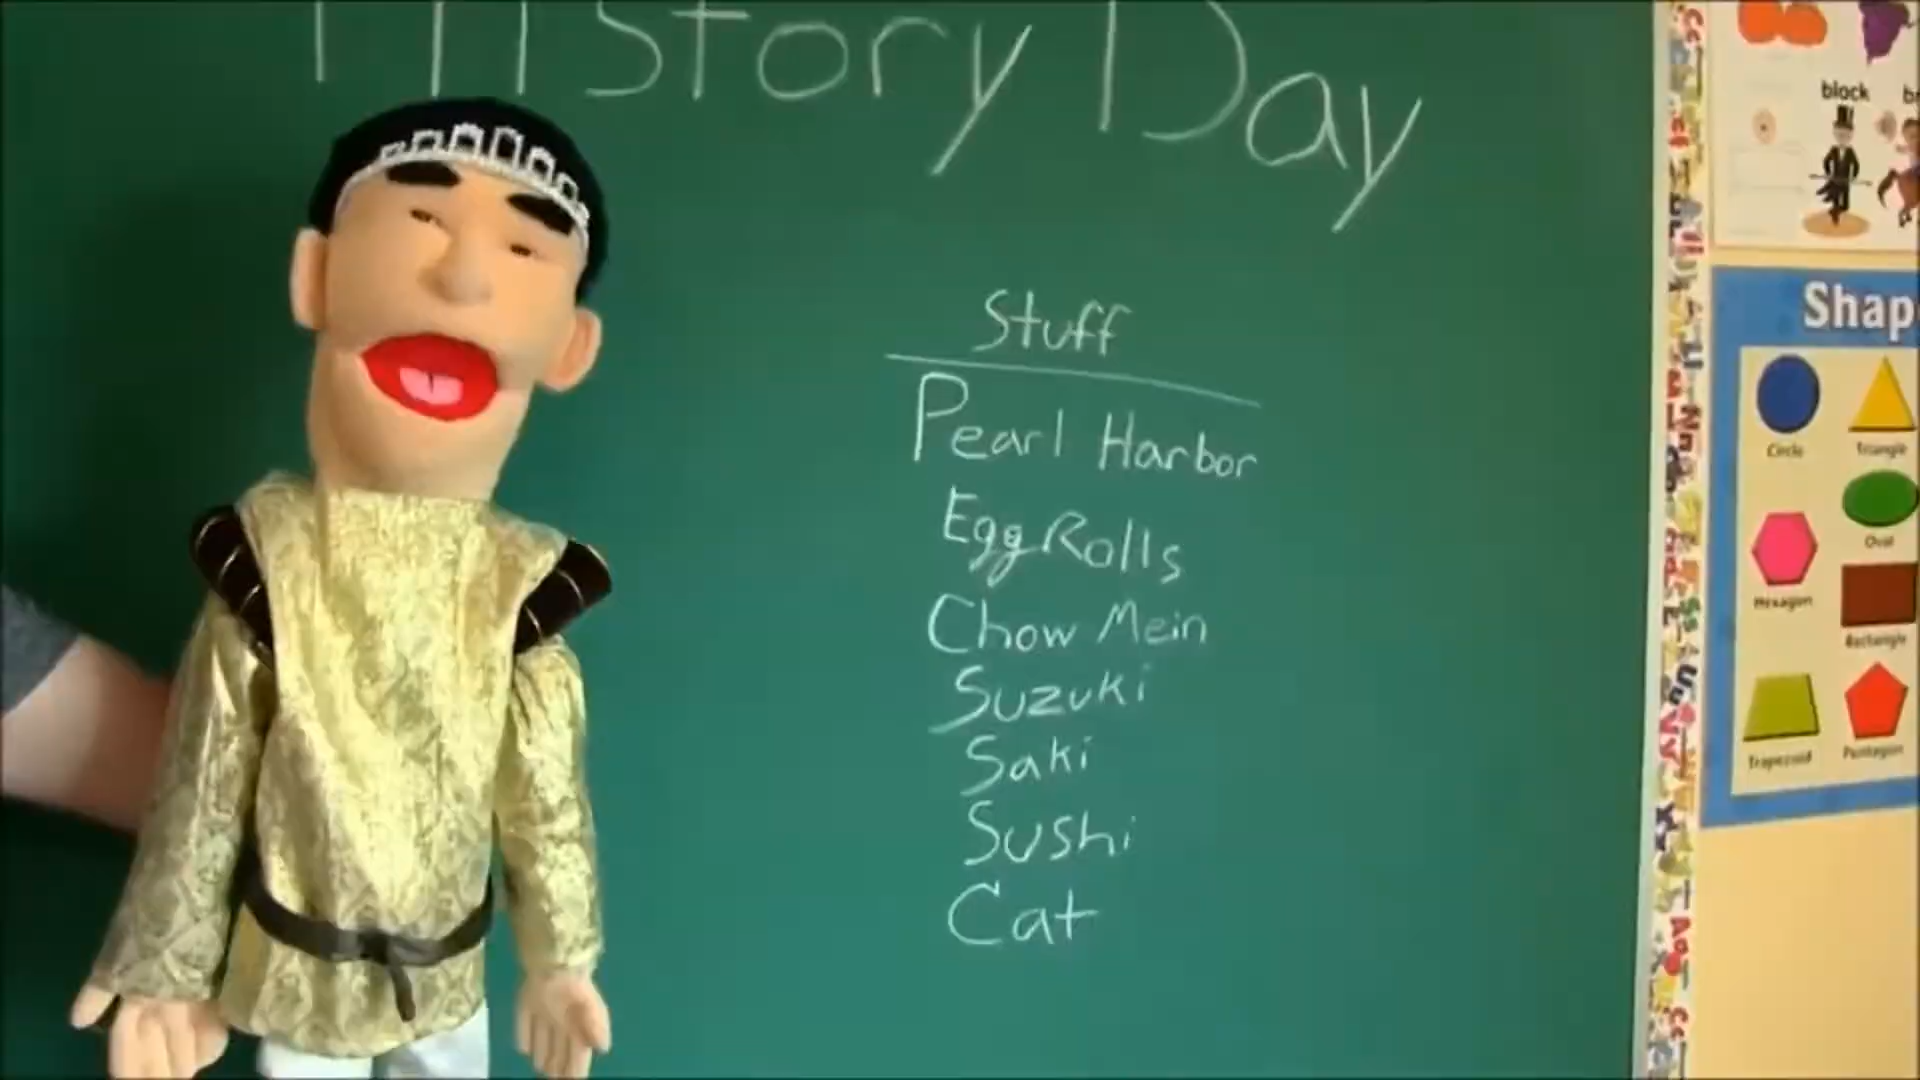 History Day
Stuff
Pearl Harbor
Egg Rolls
Chow Mein
Suzuki
Saki
Sushi
Cat
block
Shap
Circle
Triangle
Oval
Hexagon
Rectangle
Trapezoid
Pentagon